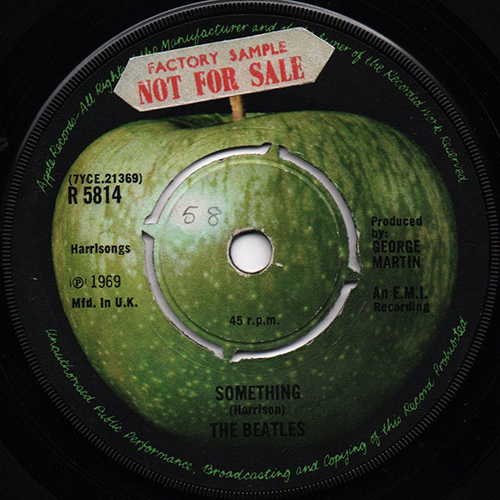 Apple Records-All Rights of the Manufacturer and of the Owner of the Recorded Work Reserved
FACTORY SAMPLE
NOT FOR SALE
(7YCE.21369)
R 5814
58
Harrisongs
℗ 1969
Mfd. In U.K.
Produced
by:
GEORGE
MARTIN
An E.M.I.
Recording
45 r.p.m.
SOMETHING
(Harrison)
THE BEATLES
Unauthorised Public Performance, Broadcasting and Copying of this Record Prohibited